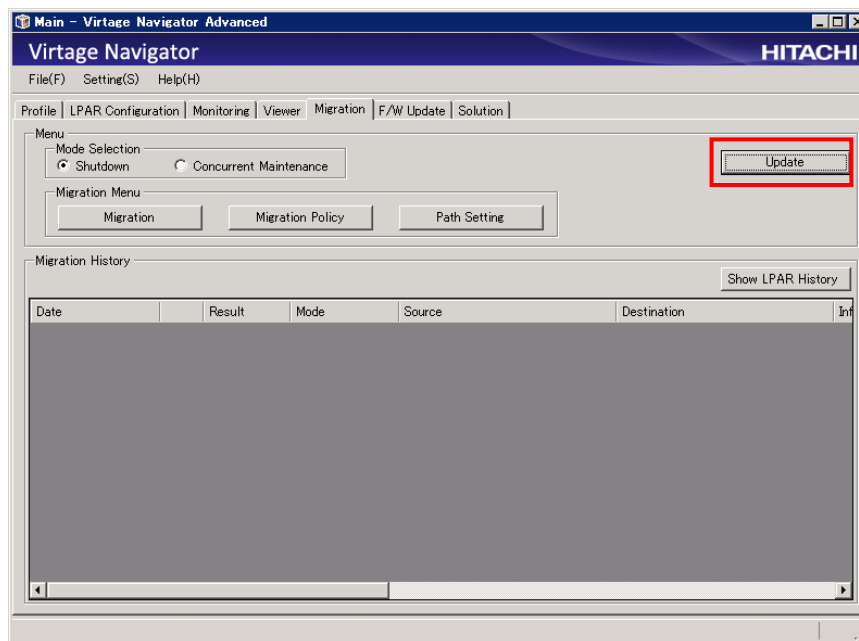 Main - Virtage Navigator Advanced
Virtage Navigator
HITACHI
File(F) Setting(S) Help(H)
Profile LPAR Configuration Monitoring Viewer Migration F/W Update Solution
Menu
Mode Selection
Shutdown Concurrent Maintenance
Update
Migration Menu
Migration Migration Policy Path Setting
Migration History
Show LPAR History
Date Result Mode Source Destination Inf